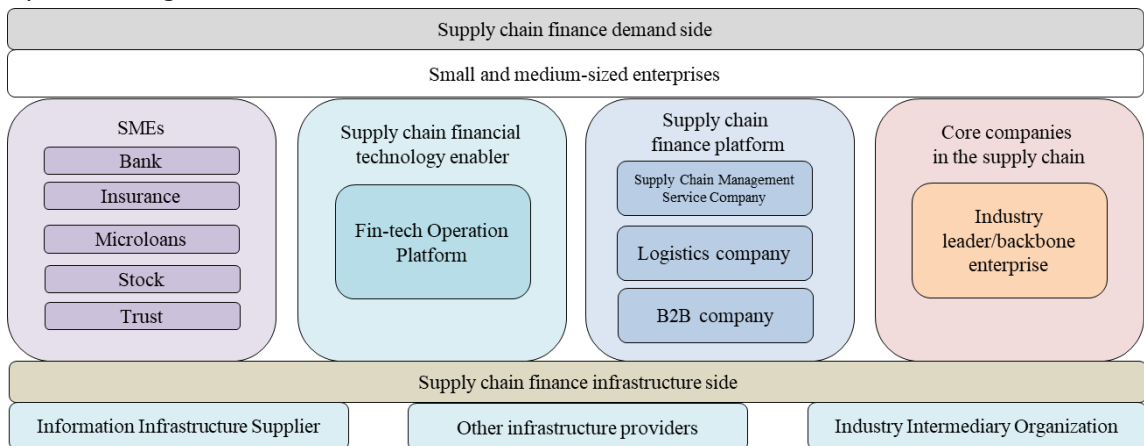 Supply chain finance demand side
Small and medium-sized enterprises
SMEs
Bank
Insurance
Microloans
Stock
Trust
Supply chain financial
technology enabler
Fin-tech Operation
Platform
Supply chain
finance platform
Supply Chain Management
Service Company
Logistics company
B2B company
Core companies
in the supply chain
Industry
leader/backbone
enterprise
Supply chain finance infrastructure side
Information Infrastructure Supplier
Other infrastructure providers
Industry Intermediary Organization